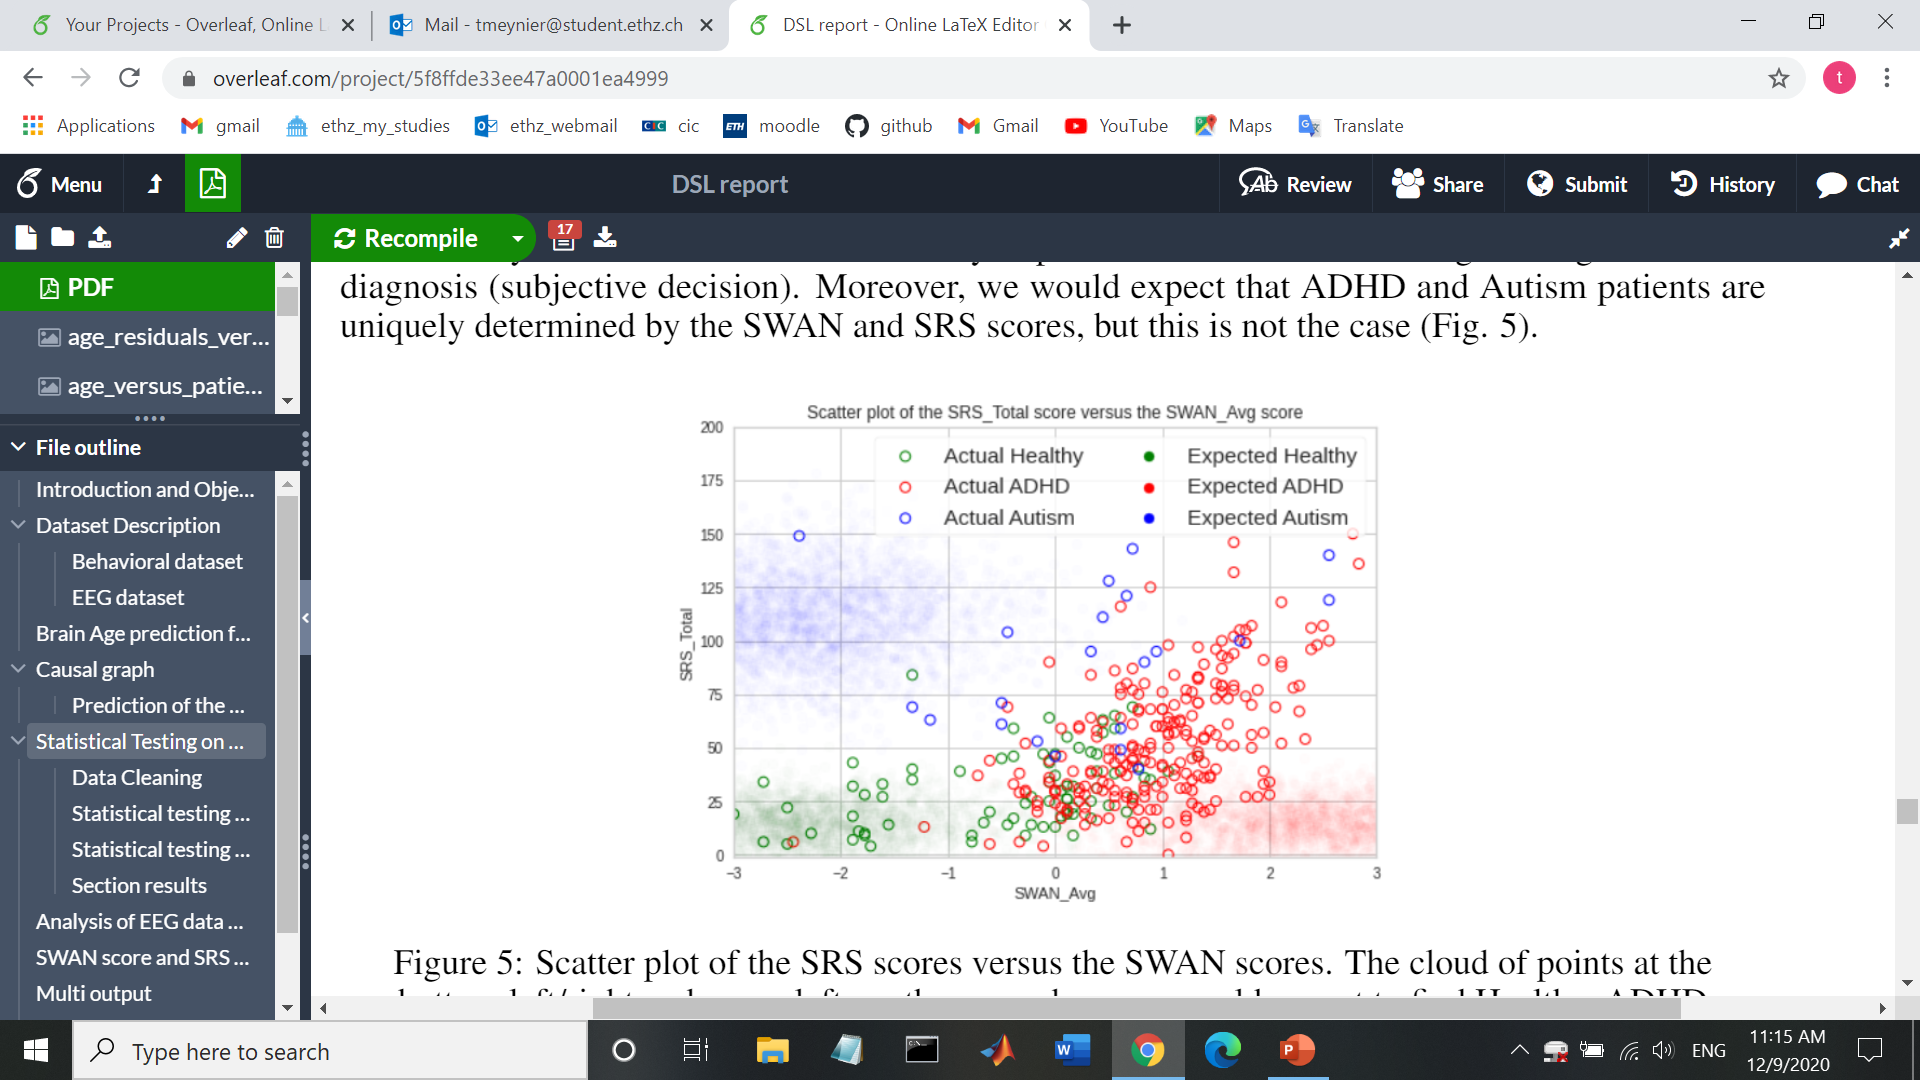 Your Projects - Overleaf, Online L
Mail - tmeynier@student.ethz.ch
DSL report - Online LaTeX Editor
overleaf.com/project/5f8ffde33ee47a0001ea4999
t
Applications
gmail
ethz_my_studies
ethz_webmail
CIC
cic
ETH
moodle
github
Gmail
YouTube
Maps
Translate
Menu
DSL report
Review
Share
Submit
History
Chat
Recompile
17
PDF
age_residuals_ver...
age_versus_patie...
File outline
Introduction and Obje...
Dataset Description
Behavioral dataset
EEG dataset
Brain Age prediction f...
Causal graph
Prediction of the ...
Statistical Testing on ...
Data Cleaning
Statistical testing ...
Statistical testing ...
Section results
Analysis of EEG data ...
SWAN score and SRS ...
Multi output
diagnosis (subjective decision). Moreover, we would expect that ADHD and Autism patients are
uniquely determined by the SWAN and SRS scores, but this is not the case (Fig. 5).
Scatter plot of the SRS_Total score versus the SWAN_Avg score
Actual Healthy
Actual ADHD
Actual Autism
Expected Healthy
Expected ADHD
Expected Autism
200
175
150
125
100
75
50
25
0
SRS_Total
−3
−2
−1
0
1
2
3
SWAN_Avg
Figure 5: Scatter plot of the SRS scores versus the SWAN scores. The cloud of points at the
Type here to search
ENG
11:15 AM
12/9/2020